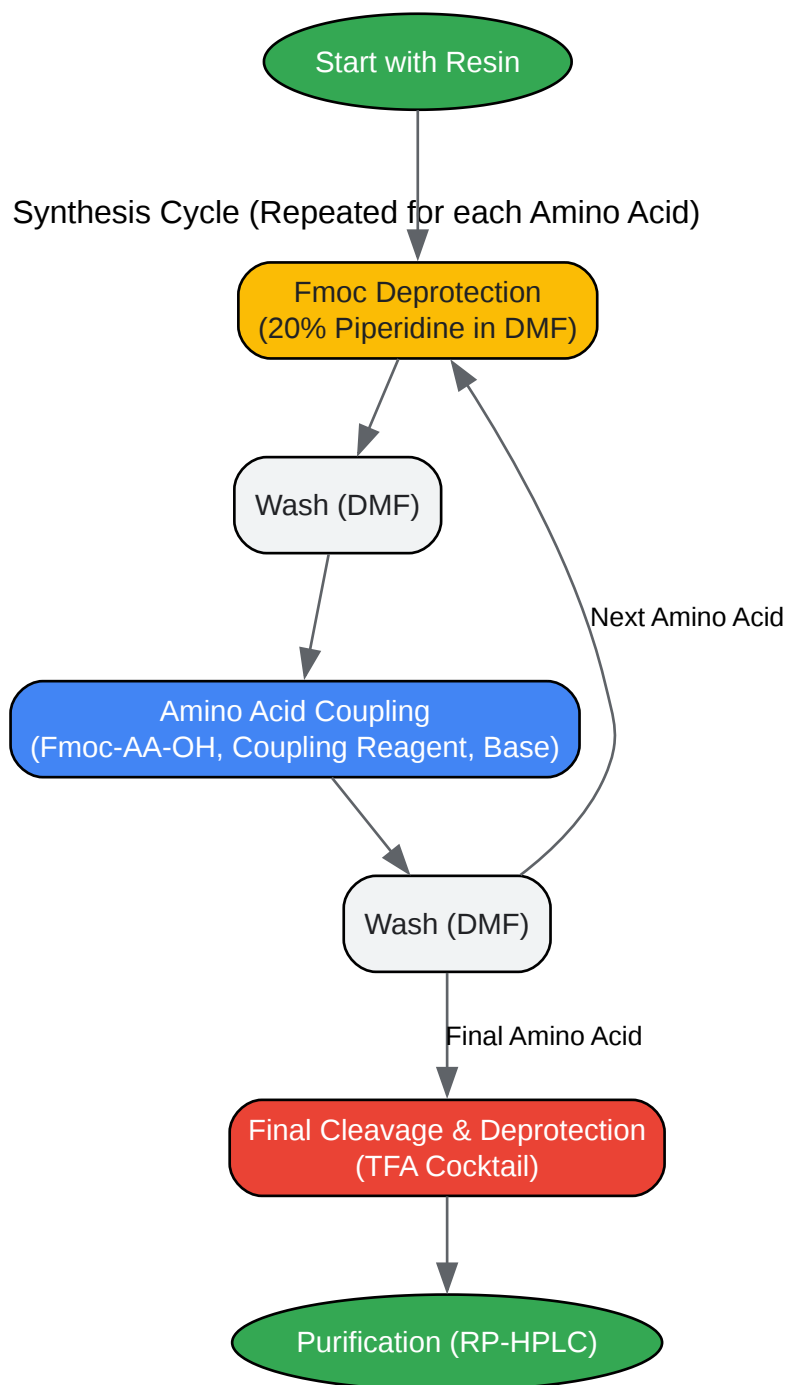 Start with Resin
Synthesis Cycle (Repeated for each Amino Acid)
Fmoc Deprotection
(20% Piperidine in DMF)
Wash (DMF)
Next Amino Acid
Amino Acid Coupling
(Fmoc-AA-OH, Coupling Reagent, Base)
Wash (DMF)
Final Amino Acid
Final Cleavage & Deprotection
(TFA Cocktail)
Purification (RP-HPLC)